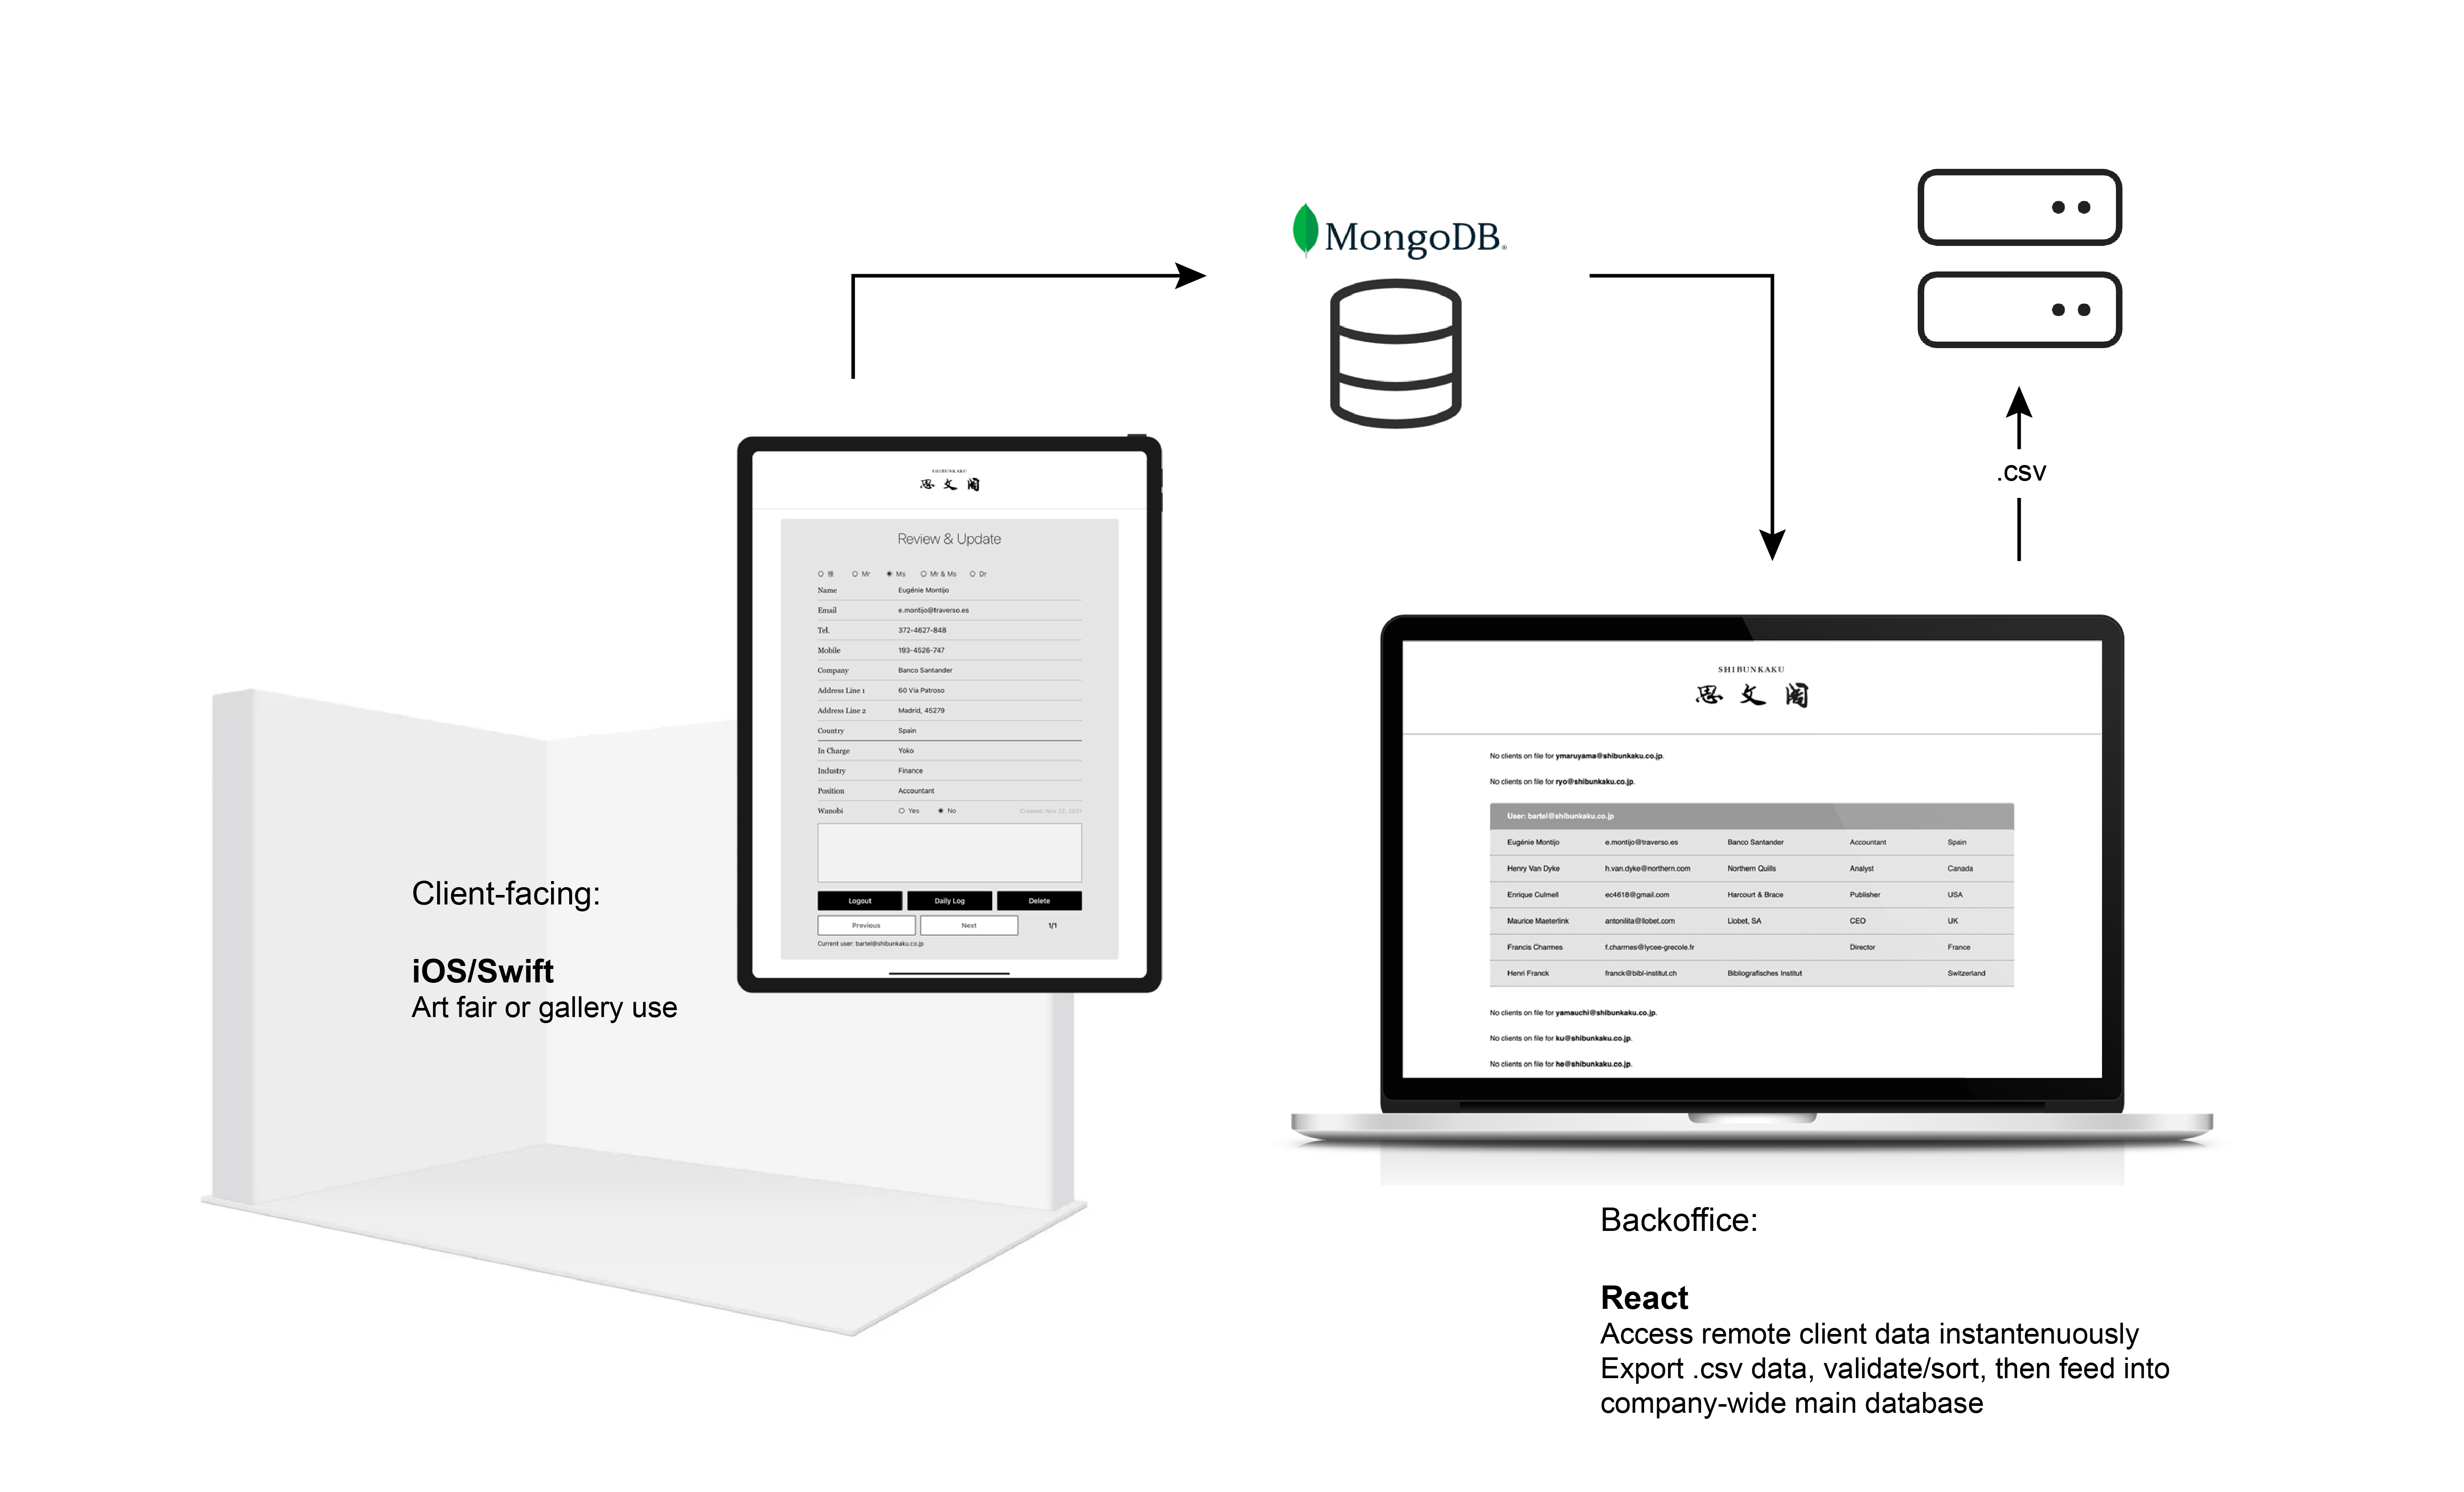 MongoDB®
.csv
SHIBUNKAKU
思文閣
Review & Update
様 Mr Ms Mr & Ms Dr
Name Eugénie Montijo
Email e.montijo@traverso.es
Tel. 372-4627-848
Mobile 193-4526-747
Company Banco Santander
Address Line 1 60 Via Patroso
Address Line 2 Madrid, 45279
Country Spain
In Charge Yoko
Industry Finance
Position Accountant
Wanobi Yes No Created: Nov 22, 2021
Logout Daily Log Delete
Previous Next 1/1
Current user: bartel@shibunkaku.co.jp
Client-facing:
iOS/Swift
Art fair or gallery use
SHIBUNKAKU
思文閣
No clients on file for ymaruyama@shibunkaku.co.jp.
No clients on file for ryo@shibunkaku.co.jp.
User: bartel@shibunkaku.co.jp
Eugénie Montijo e.montijo@traverso.es Banco Santander Accountant Spain
Henry Van Dyke h.van.dyke@northern.com Northern Quills Analyst Canada
Enrique Culmell ec4618@gmail.com Harcourt & Brace Publisher USA
Maurice Maeterlink antonilita@llobet.com Llobet, SA CEO UK
Francis Charmes f.charmes@lycee-grecole.fr Director France
Henri Franck franck@bibl-institut.ch Bibliografisches Institut Switzerland
No clients on file for yamauchi@shibunkaku.co.jp.
No clients on file for ku@shibunkaku.co.jp.
No clients on file for he@shibunkaku.co.jp.
Backoffice:
React
Access remote client data instantenuously
Export .csv data, validate/sort, then feed into
company-wide main database